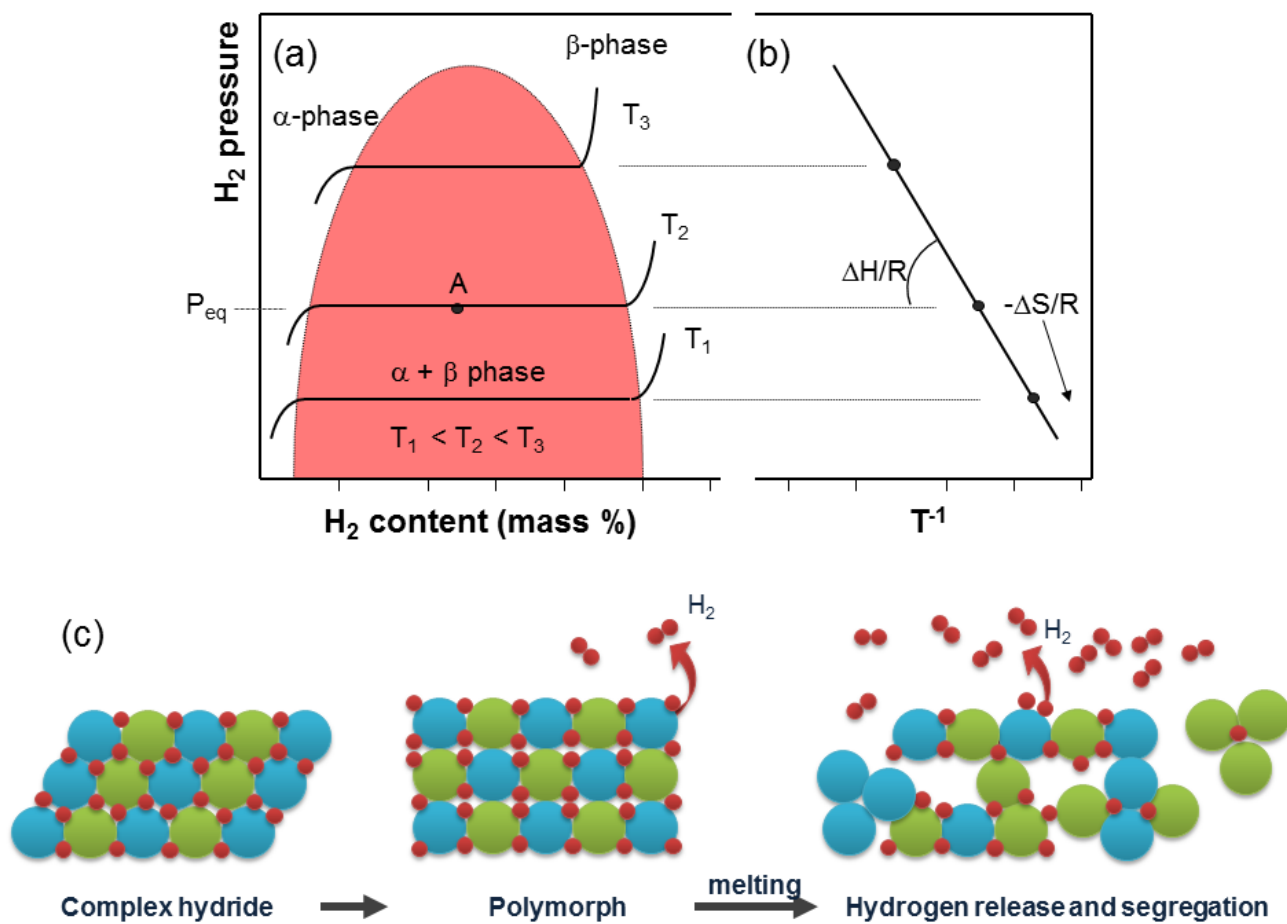 (a)
β-phase
(b)
α-phase
T₃
H₂ pressure
T₂
A
ΔH/R
Pₑq
-ΔS/R
T₁
α + β phase
T₁ < T₂ < T₃
H₂ content (mass %)
T⁻¹
(c)
H₂
H₂
Complex hydride
Polymorph
melting
Hydrogen release and segregation